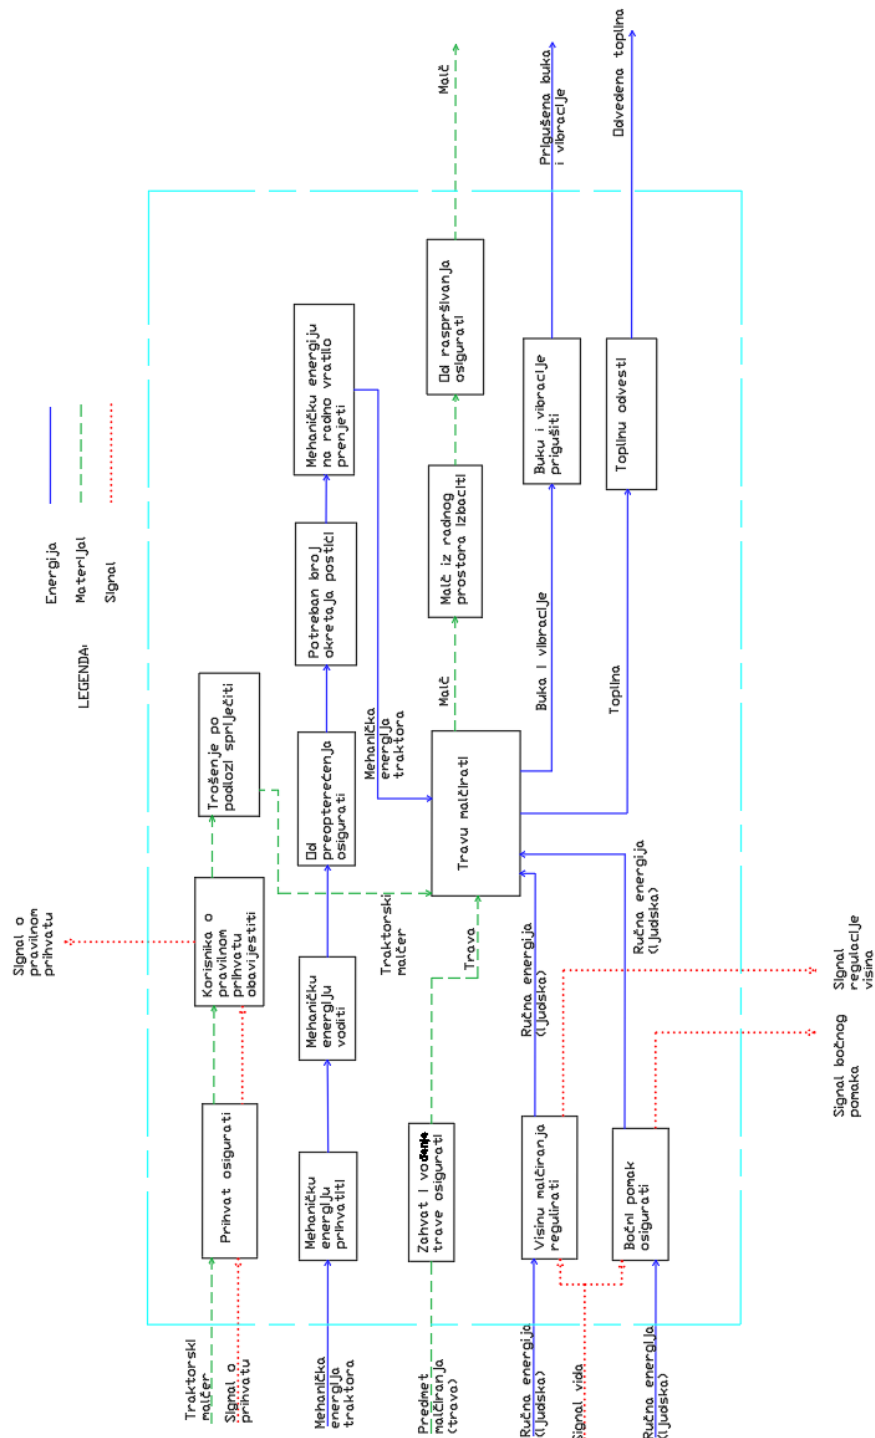 LEGENDA:
Energija
Materijal
Signal
Signal o
pravilnom
prihvatu
Traktorski
malčer
Signal o
prihvatu
Prihvat osigurati
Korisnika o
pravilnom
prihvatu
obavijestiti
Trošenje po
podlozi spriječiti
Traktorski
malčer
Mehanička
energija
traktora
Mehaničku
energiju
prihvatiti
Mehaničku
energiju
voditi
Od
preopterećenja
osigurati
Potreban broj
okretaja postići
Mehaničku energiju
na radno vratilo
prenjeti
Mehanička
energija
traktora
Predmet
malčiranja
(trava)
Zahvat i vođenje
trave osigurati
Trava
Travu malčirati
Malč
Malč iz radnog
prostora izbaciti
Od raspršivanja
osigurati
Malč
Ručna energija
(ljudska)
Visinu malčiranja
regulirati
Ručna energija
(ljudska)
Buka i vibracije
Buku i vibracije
prigušiti
Prigušena buka
i vibracije
Signal vida
Ručna energija
(ljudska)
Bočni pomak
osigurati
Ručna energija
(ljudska)
Toplina
Toplinu odvesti
Odvedena toplina
Signal bočnog
pomaka
Signal
regulacije
visina